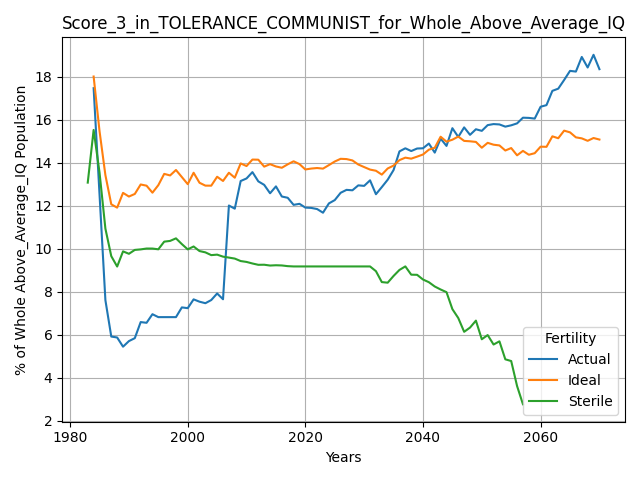 Score_3_in_TOLERANCE_COMMUNIST_for_Whole_Above_Average_IQ
% of Whole Above_Average_IQ Population
18
16
14
12
10
8
6
4
2
1980
2000
2020
2040
2060
Years
Fertility
Actual
Ideal
Sterile